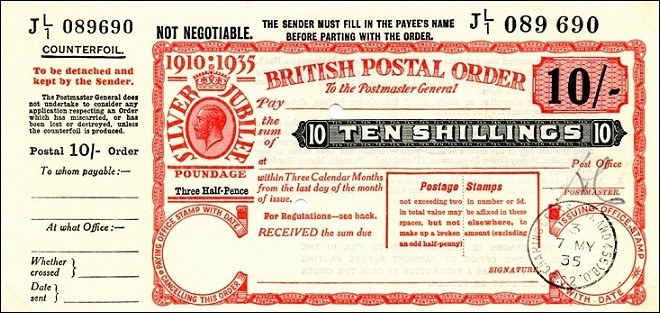 J L/1 089690
COUNTERFOIL.
To be detached and
kept by the Sender.
The Postmaster General does
not undertake to consider any
application respecting an Order
which has miscarried, or has
been lost or destroyed, unless
the counterfoil is produced.
Postal 10/- Order
To whom payable:—
At what Office:—
Whether
crossed
Date
sent
NOT NEGOTIABLE.
THE SENDER MUST FILL IN THE PAYEE'S NAME
BEFORE PARTING WITH THE ORDER.
J L/1 089 690
1910:1935
SILVER JUBILEE
POUNDAGE
Three Half-Pence
BRITISH POSTAL ORDER
To the Postmaster General
10/-
Pay
the
sum of
10 TEN SHILLINGS 10
at
Post Office
within Three Calendar Months
from the last day of the month
of issue.
POSTMASTER.
For Regulations—see back.
RECEIVED the sum due
Postage Stamps
not exceeding two in number or 5d.
in total value may be affixed in these
spaces, but not elsewhere, to
make up a broken amount (excluding
an odd half-penny)
SIGNATURE
PAYING OFFICE STAMP WITH DATE
CANCELLING THIS ORDER
ISSUING OFFICE STAMP
WITH DATE
CHARING
7 MY
35